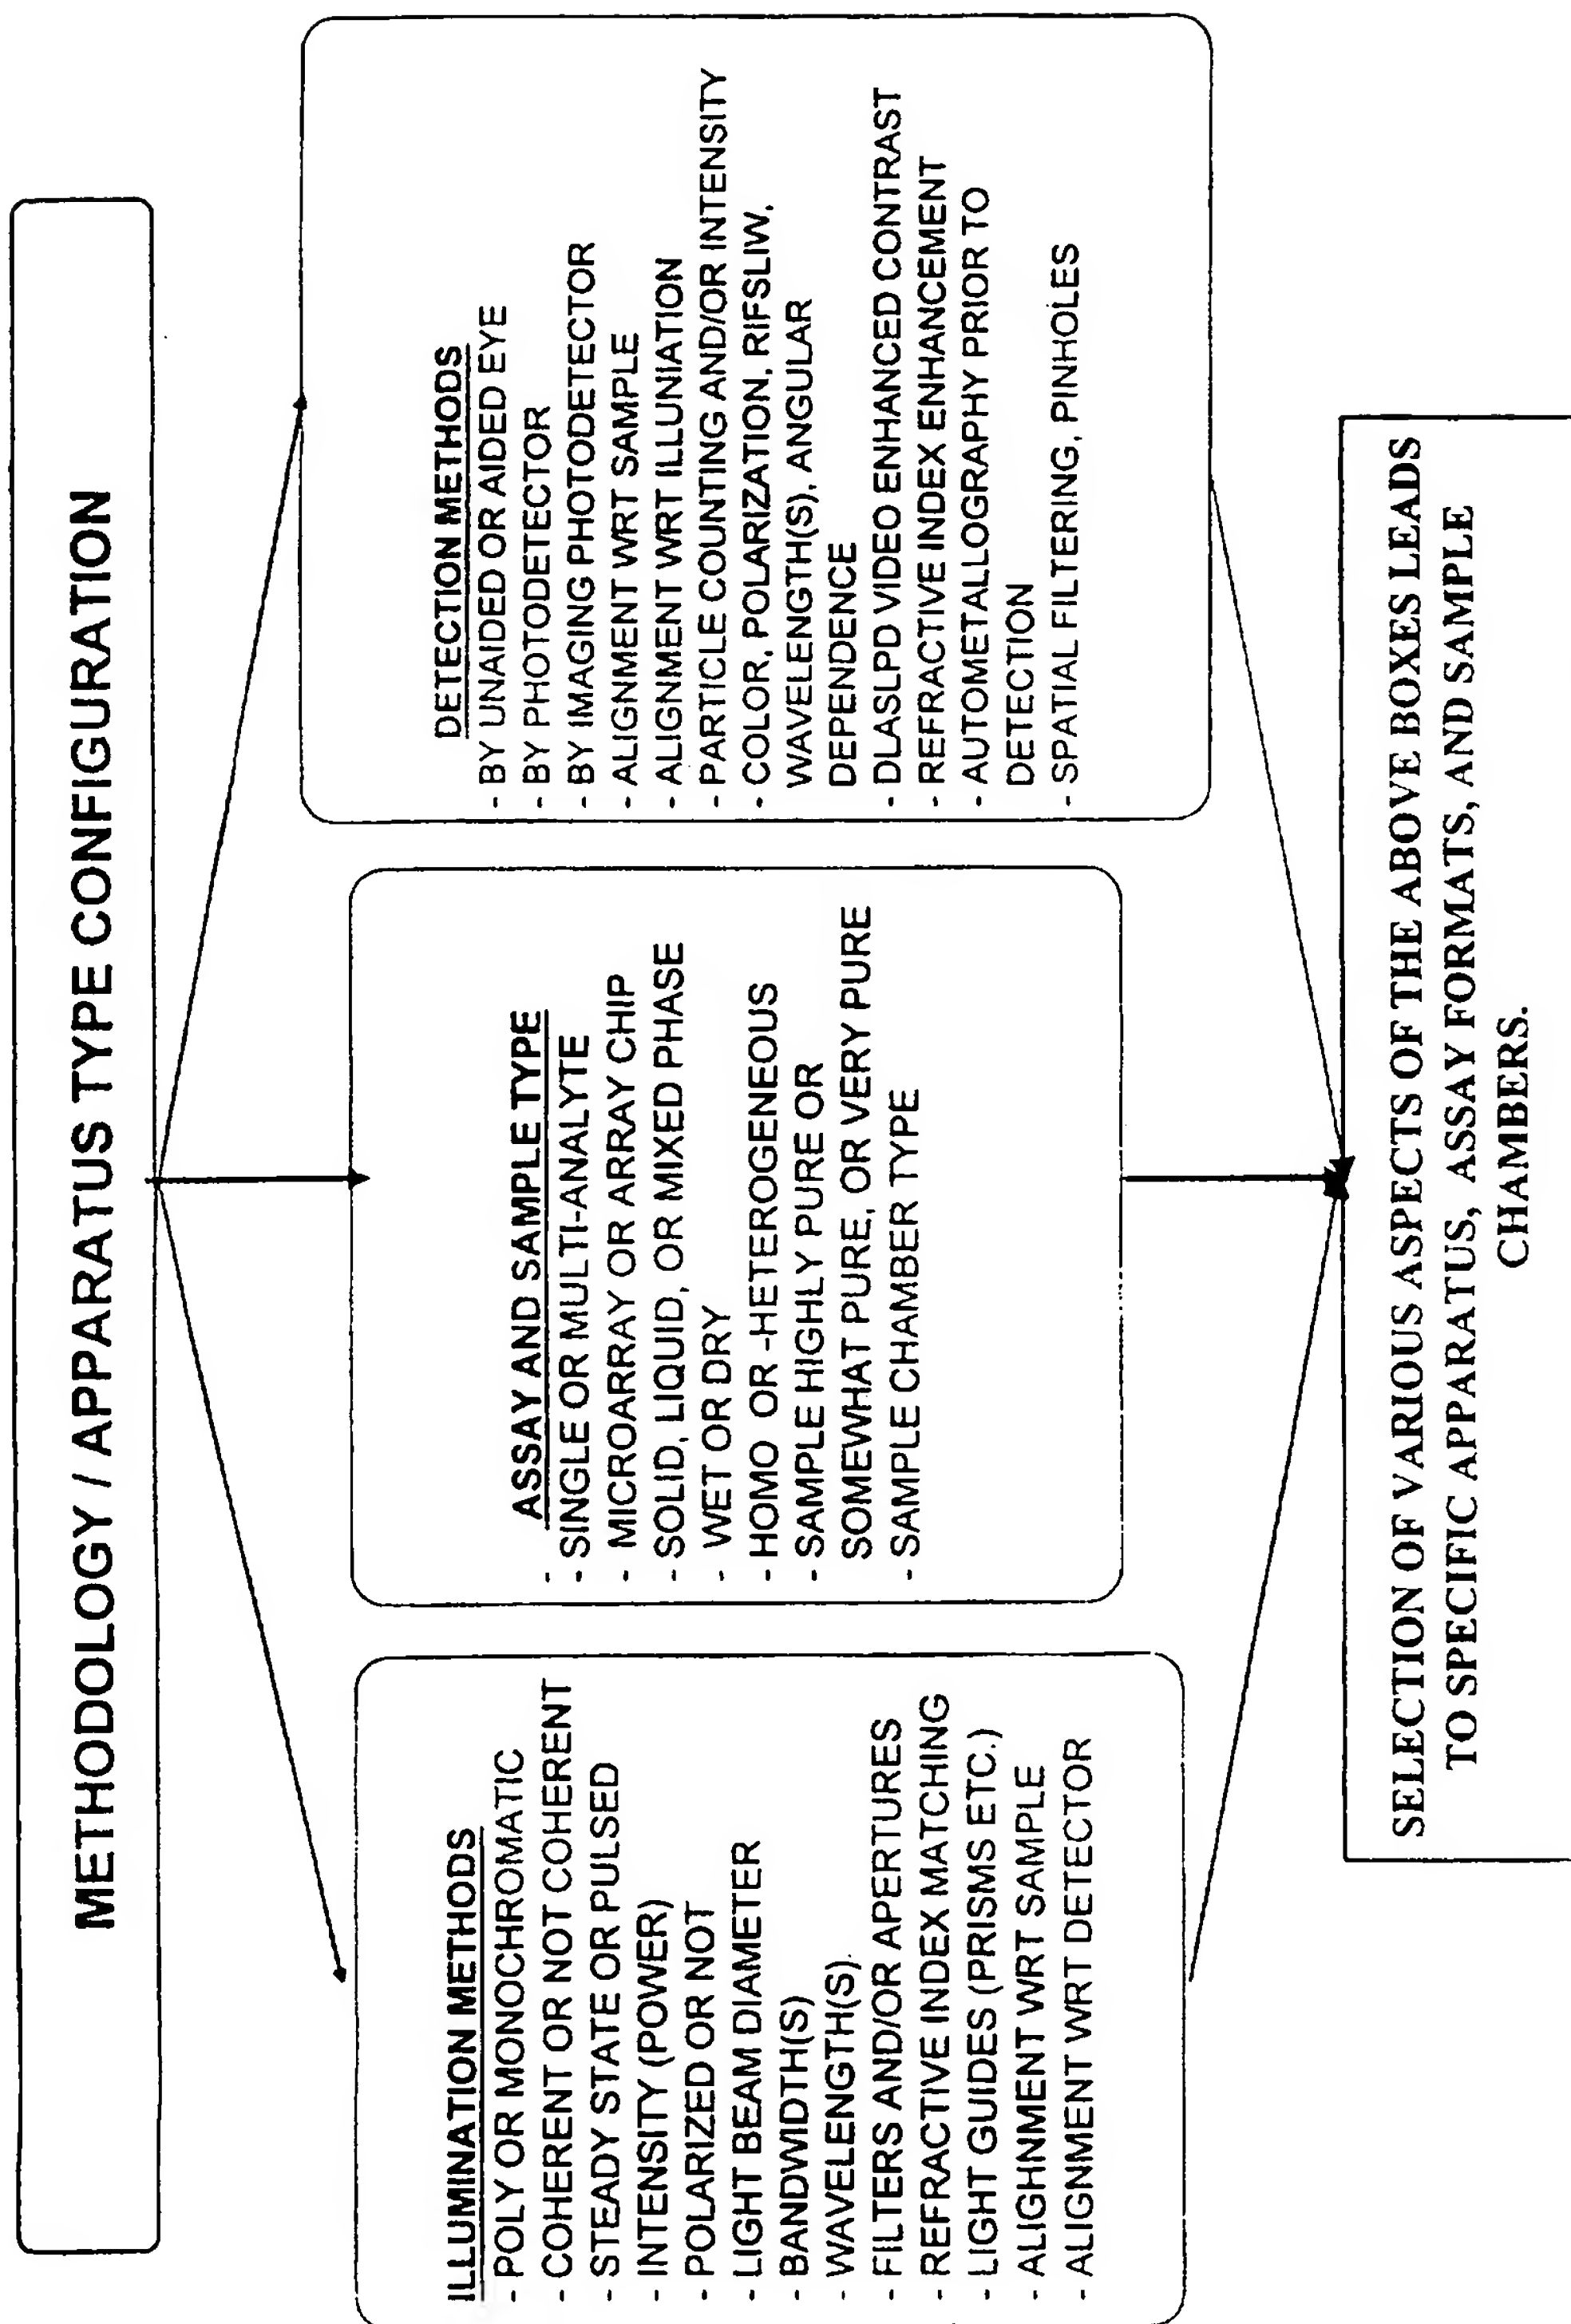 METHODOLOGY / APPARATUS TYPE CONFIGURATION
ILLUMINATION METHODS
- POLY OR MONOCHROMATIC
- COHERENT OR NOT COHERENT
- STEADY STATE OR PULSED
- INTENSITY (POWER)
- POLARIZED OR NOT
- LIGHT BEAM DIAMETER
- BANDWIDTH(S)
- WAVELENGTH(S).
- FILTERS AND/OR APERTURES
- REFRACTIVE INDEX MATCHING
- LIGHT GUIDES (PRISMS ETC.)
- ALIGHNMENT WRT SAMPLE
- ALIGNMENT WRT DETECTOR
ASSAY AND SAMPLE TYPE
-
- SINGLE OR MULTI-ANALYTE
- MICROARRAY OR ARRAY CHIP
- SOLID, LIQUID, OR MIXED PHASE
- WET OR DRY
- HOMO OR -HETEROGENEOUS
- SAMPLE HIGHLY PURE OR
SOMEWHAT PURE, OR VERY PURE
- SAMPLE CHAMBER TYPE
DETECTION METHODS
- BY UNAIDED OR AIDED EYE
- BY PHOTODETECTOR
- BY IMAGING PHOTODETECTOR
- ALIGNMENT WRT SAMPLE
- ALIGNMENT WRT ILLUNIATION
- PARTICLE COUNTING AND/OR INTENSITY
- COLOR, POLARIZATION, RIFSLIW,
WAVELENGTH(S), ANGULAR
DEPENDENCE
- DLASLPD VIDEO ENHANCED CONTRAST
- REFRACTIVE INDEX ENHANCEMENT
- AUTOMETALLOGRAPHY PRIOR TO
DETECTION
- SPATIAL FILTERING, PINHOLES
SELECTION OF VARIOUS ASPECTS OF THE ABOVE BOXES LEADS
TO SPECIFIC APPARATUS, ASSAY FORMATS, AND SAMPLE
CHAMBERS.